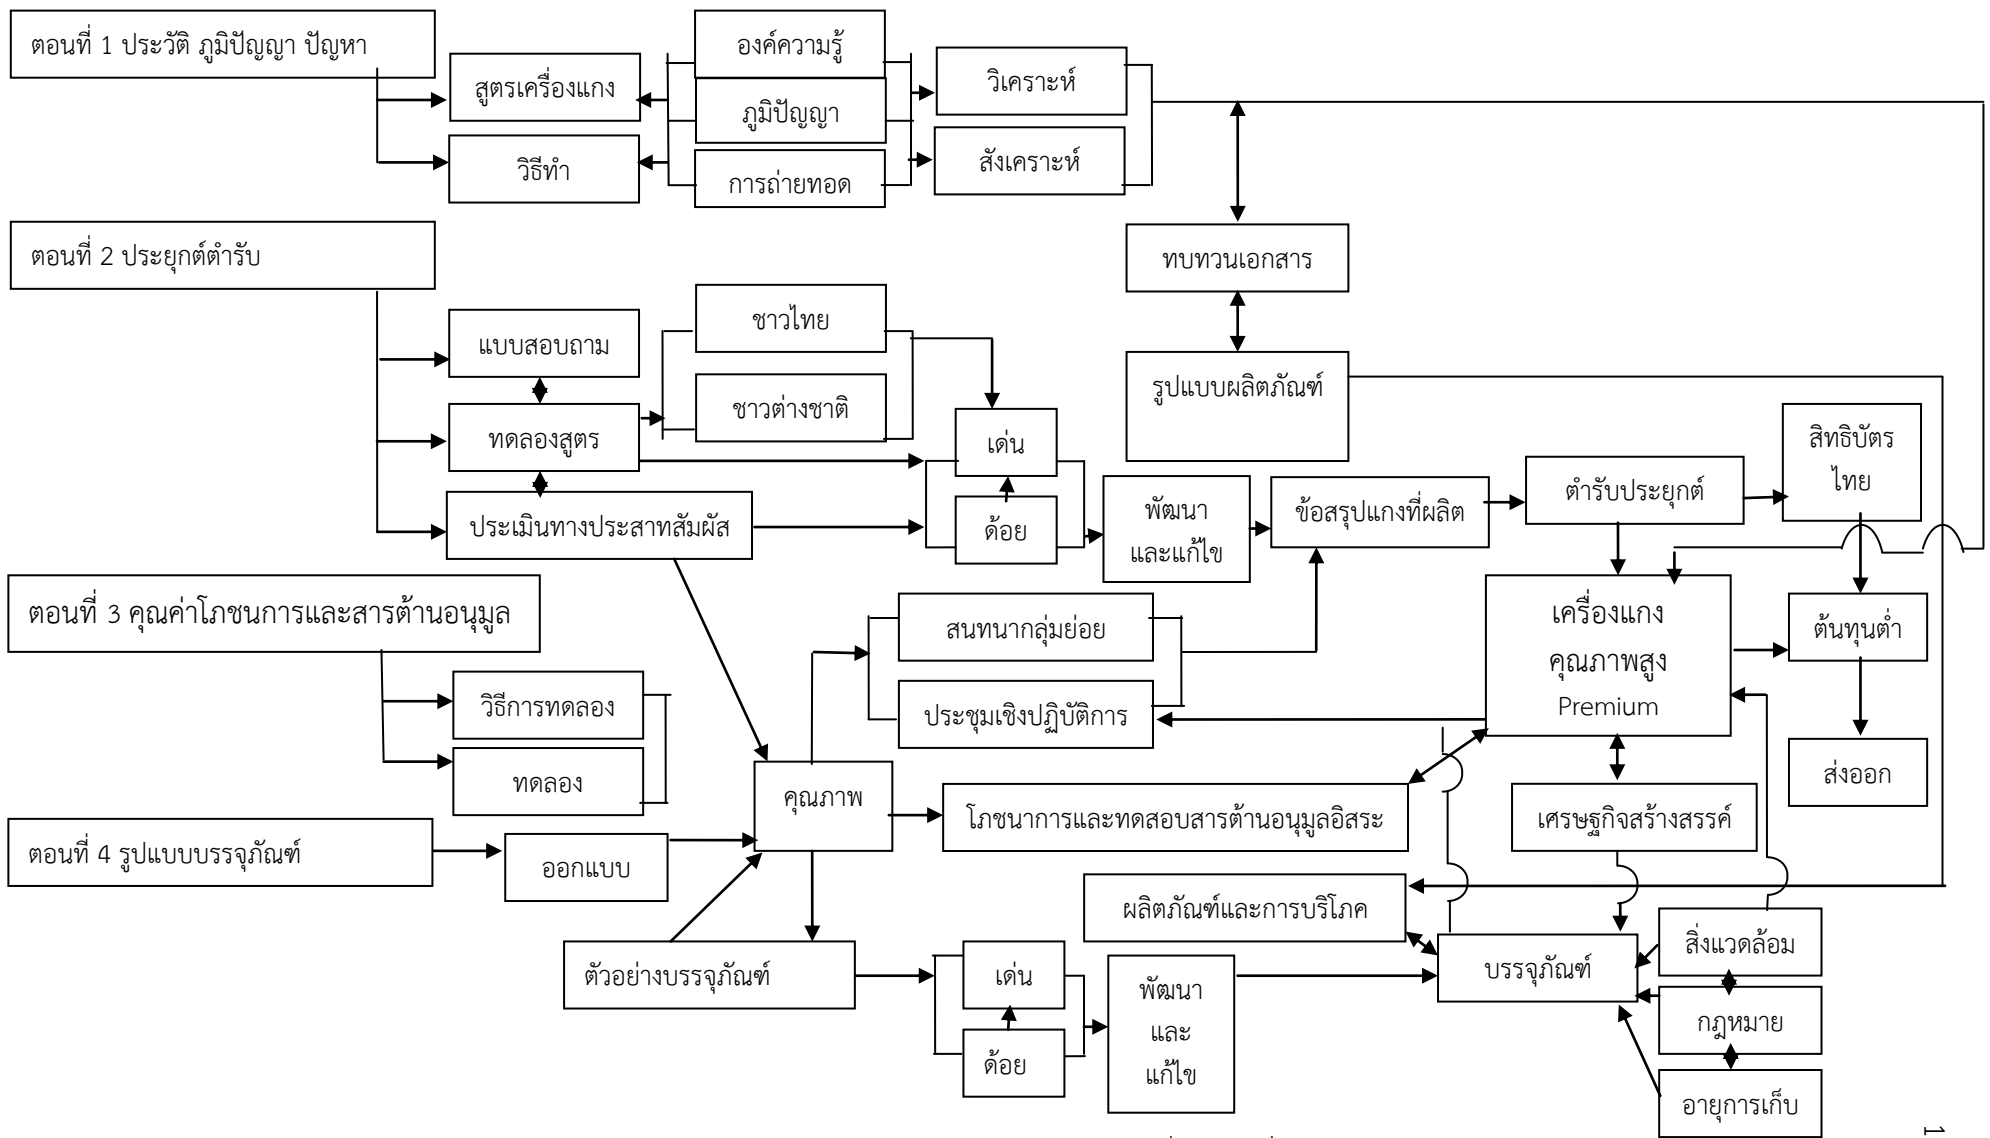 ตอนที่ 1 ประวัติ ภูมิปัญญา ปัญหา
สูตรเครื่องแกง
วิธีทำ
องค์ความรู้
ภูมิปัญญา
การถ่ายทอด
วิเคราะห์
สังเคราะห์
ทบทวนเอกสาร
รูปแบบผลิตภัณฑ์
ตอนที่ 2 ประยุกต์ตำรับ
แบบสอบถาม
ทดลองสูตร
ประเมินทางประสาทสัมผัส
ชาวไทย
ชาวต่างชาติ
เด่น
ด้อย
พัฒนา
และแก้ไข
ข้อสรุปแกงที่ผลิต
ตำรับประยุกต์
สิทธิบัตร
ไทย
ต้นทุนต่ำ
ส่งออก
เครื่องแกง
คุณภาพสูง
Premium
เศรษฐกิจสร้างสรรค์
ตอนที่ 3 คุณค่าโภชนการและสารต้านอนุมูล
วิธีการทดลอง
ทดลอง
สนทนากลุ่มย่อย
ประชุมเชิงปฏิบัติการ
คุณภาพ
โภชนาการและทดสอบสารต้านอนุมูลอิสระ
ตอนที่ 4 รูปแบบบรรจุภัณฑ์
ออกแบบ
ตัวอย่างบรรจุภัณฑ์
เด่น
ด้อย
พัฒนา
และ
แก้ไข
ผลิตภัณฑ์และการบริโภค
บรรจุภัณฑ์
สิ่งแวดล้อม
กฎหมาย
อายุการเก็บ
1